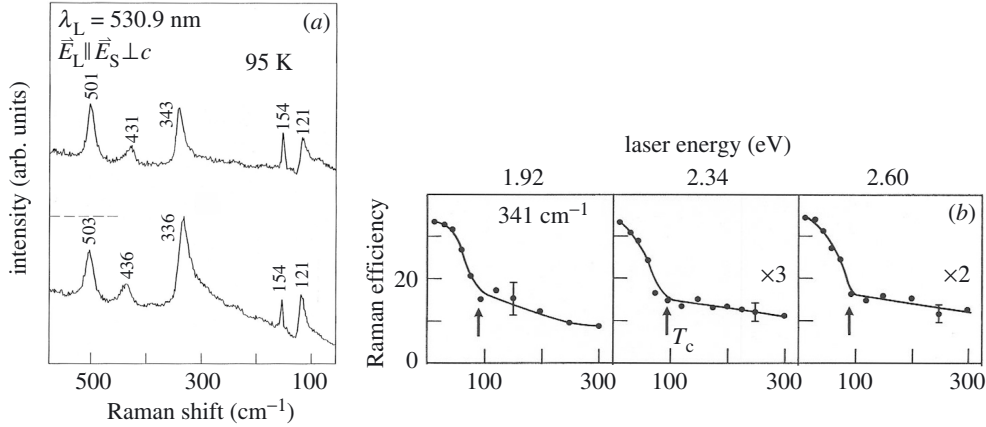 λL = 530.9 nm (a)
E⃗L ∥ E⃗S ⊥ c
95 K
501
431
343
154
121
503
436
336
154
121
intensity (arb. units)
500 300 100
Raman shift (cm−1)
laser energy (eV)
1.92 2.34 2.60
341 cm−1 (b)
×3 ×2
Tc
20
0
Raman efficiency
100 300 100 300 100 300